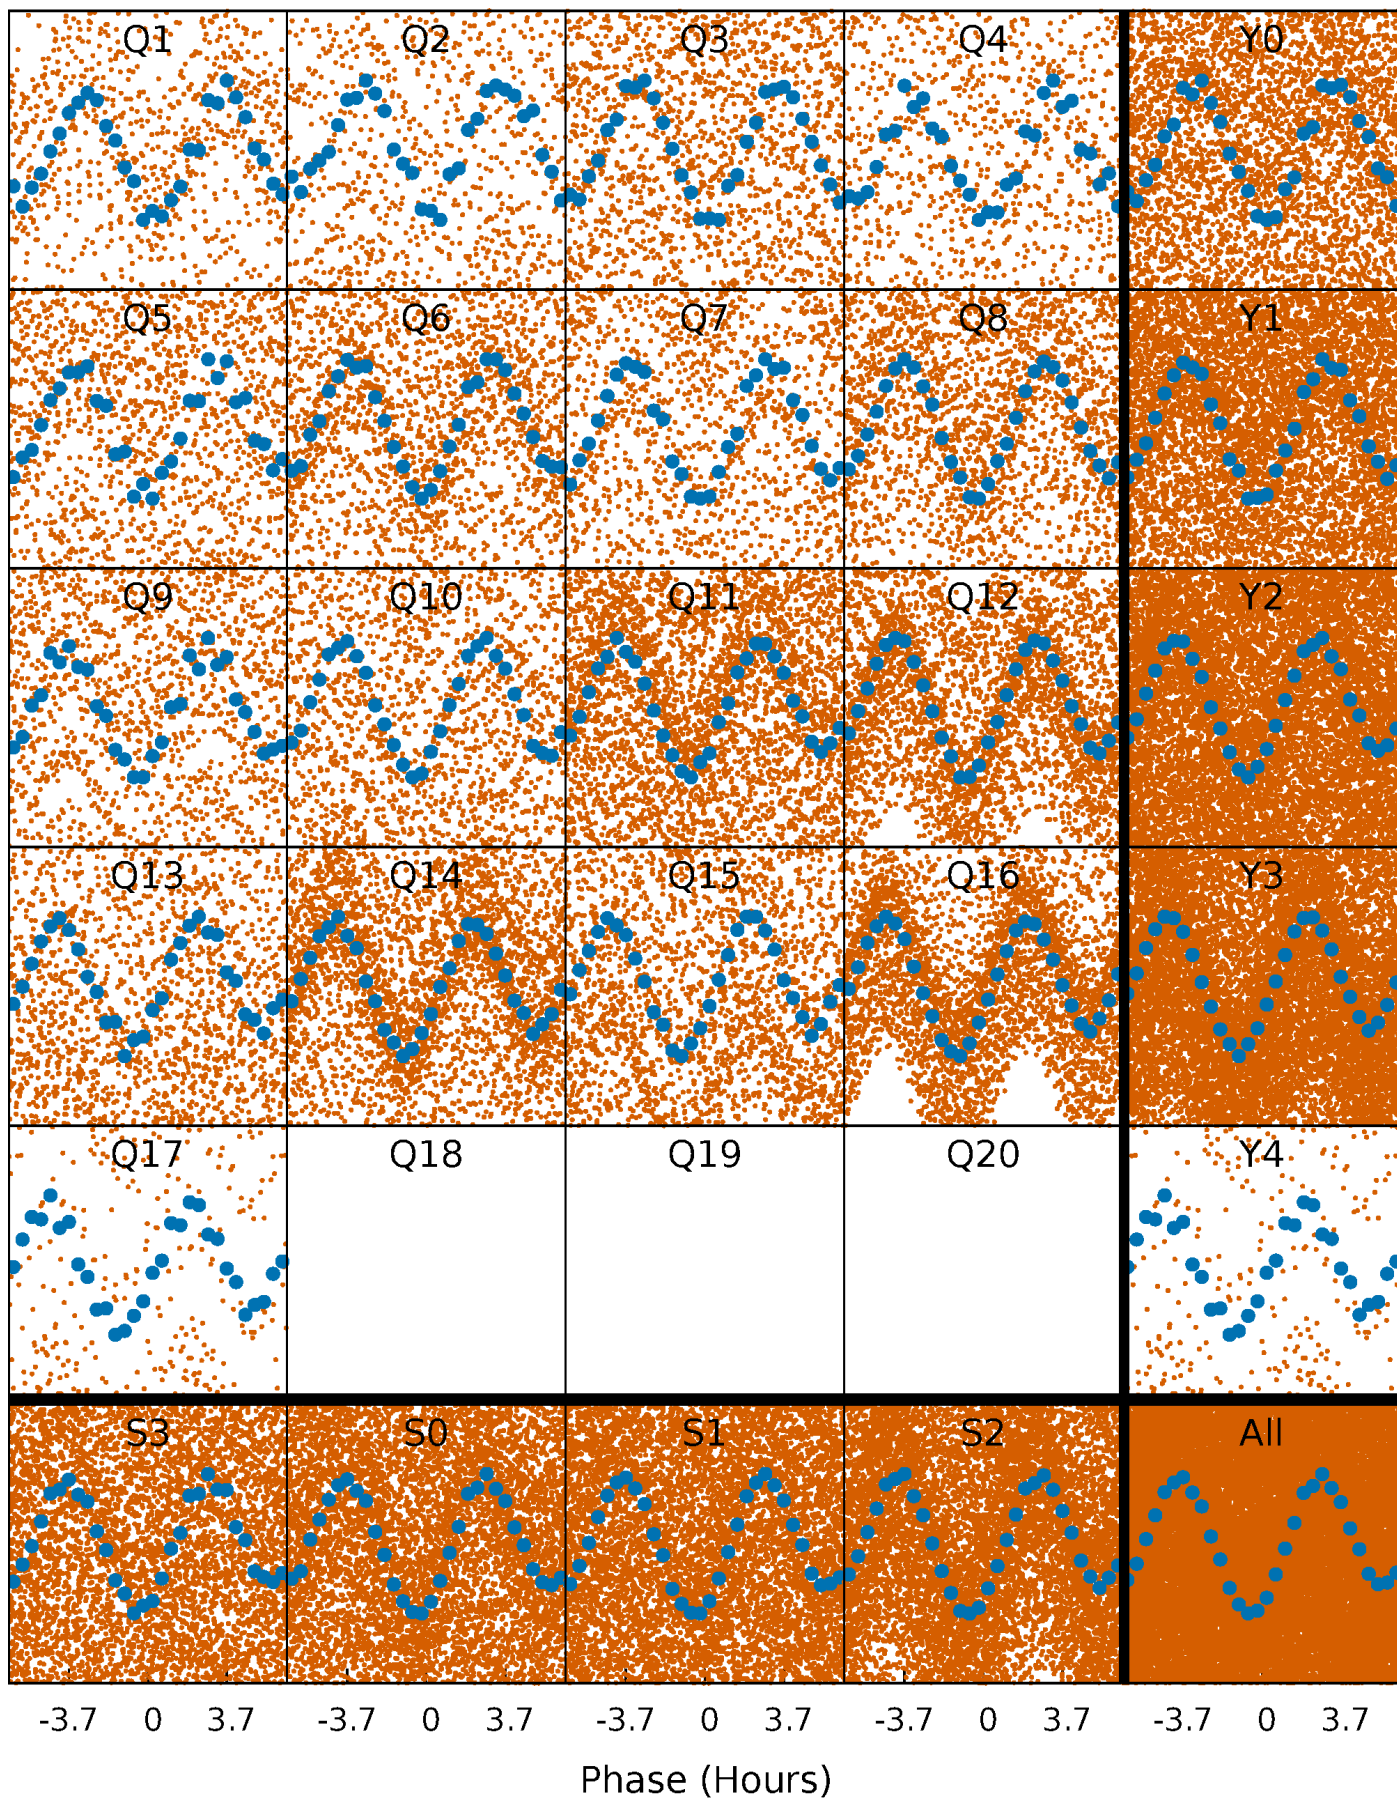 Q1 Q2 Q3 Q4 Y0
Q5 Q6 Q7 Q8 Y1
Q9 Q10 Q11 Q12 Y2
Q13 Q14 Q15 Q16 Y3
Q17 Q18 Q19 Q20 Y4
S3 S0 S1 S2 All
-3.7 0 3.7 -3.7 0 3.7 -3.7 0 3.7 -3.7 0 3.7 -3.7 0 3.7
Phase (Hours)